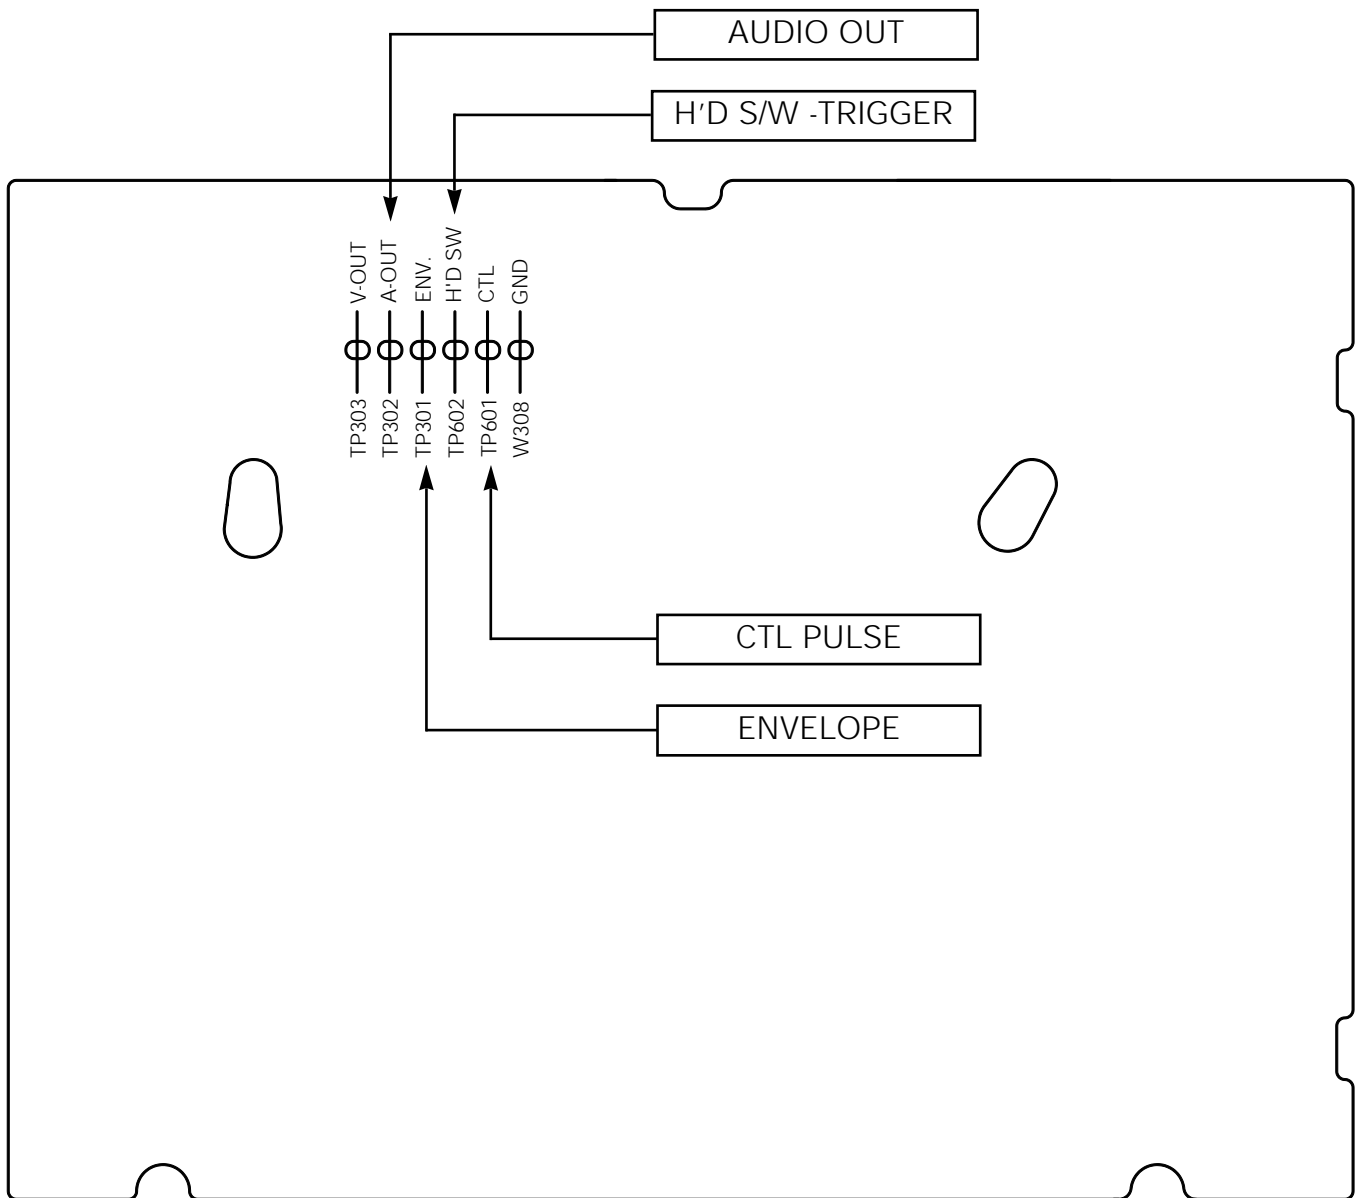 AUDIO OUT
H'D S/W -TRIGGER
V-OUT
A-OUT
ENV.
H'D SW
CTL
GND
TP303
TP302
TP301
TP602
TP601
W308
CTL PULSE
ENVELOPE